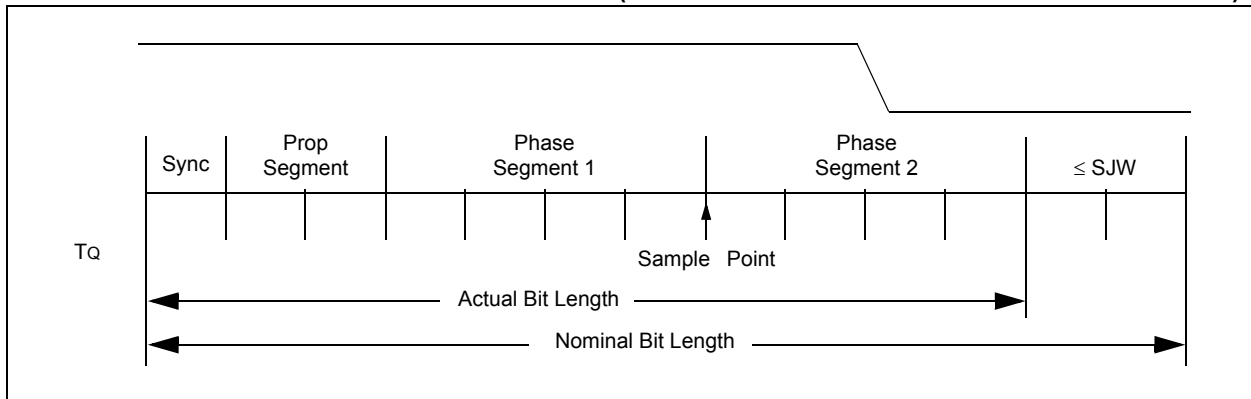 Sync
Prop
Segment
Phase
Segment 1
Phase
Segment 2
≤ SJW
TQ
Sample Point
Actual Bit Length
Nominal Bit Length